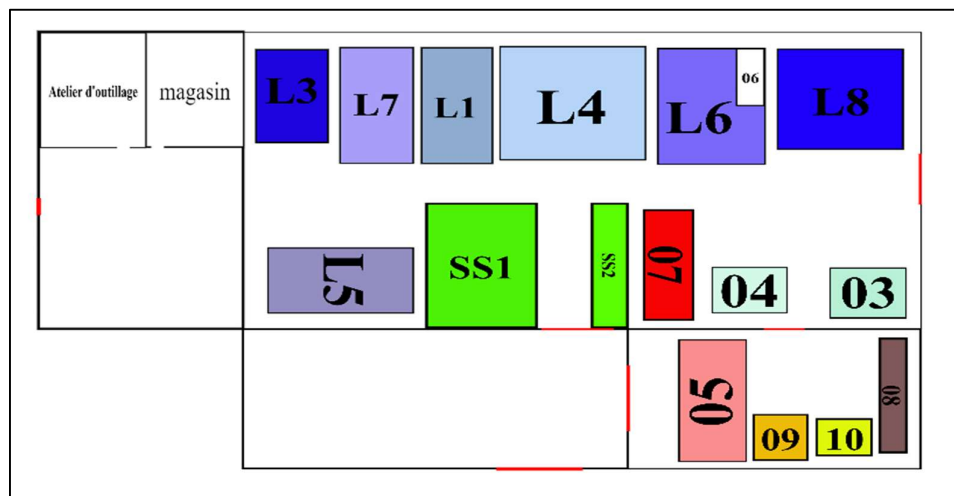 Atelier d'outillage
magasin
L3
L7
L1
L4
L6
06
L8
L5
SS1
SS2
07
04
03
05
09
10
08